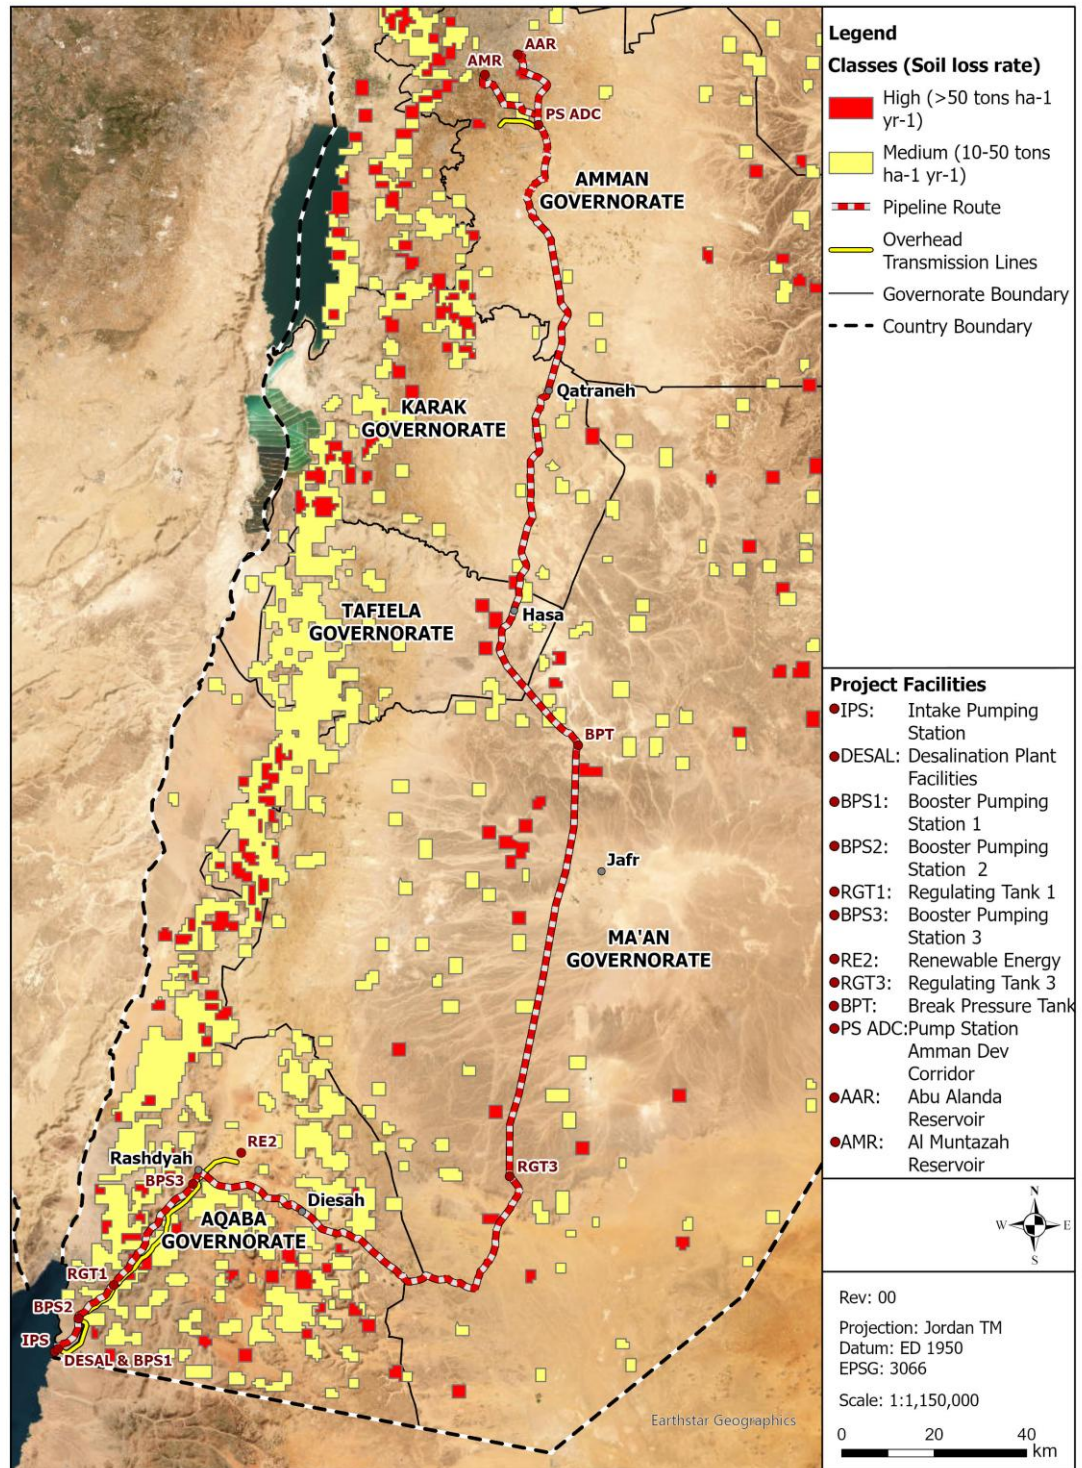 AAR
AMR
PS ADC
AMMAN
GOVERNORATE
Qatraneh
KARAK
GOVERNORATE
Hasa
TAFIELA
GOVERNORATE
BPT
Jafr
MA'AN
GOVERNORATE
RE2
Rashdyah
BPS3
RGT3
Diesah
AQABA
GOVERNORATE
RGT1
BPS2
IPS
DESAL & BPS1
Earthstar Geographics
Legend
Classes (Soil loss rate)
High (>50 tons ha-1
yr-1)
Medium (10-50 tons
ha-1 yr-1)
Pipeline Route
Overhead
Transmission Lines
Governorate Boundary
Country Boundary
Project Facilities
IPS: Intake Pumping
Station
DESAL: Desalination Plant
Facilities
BPS1: Booster Pumping
Station 1
BPS2: Booster Pumping
Station 2
RGT1: Regulating Tank 1
BPS3: Booster Pumping
Station 3
RE2: Renewable Energy
RGT3: Regulating Tank 3
BPT: Break Pressure Tank
PS ADC: Pump Station
Amman Dev
Corridor
AAR: Abu Alanda
Reservoir
AMR: Al Muntazah
Reservoir
N
W E
S
Rev: 00
Projection: Jordan TM
Datum: ED 1950
EPSG: 3066
Scale: 1:1,150,000
0 20 40
km